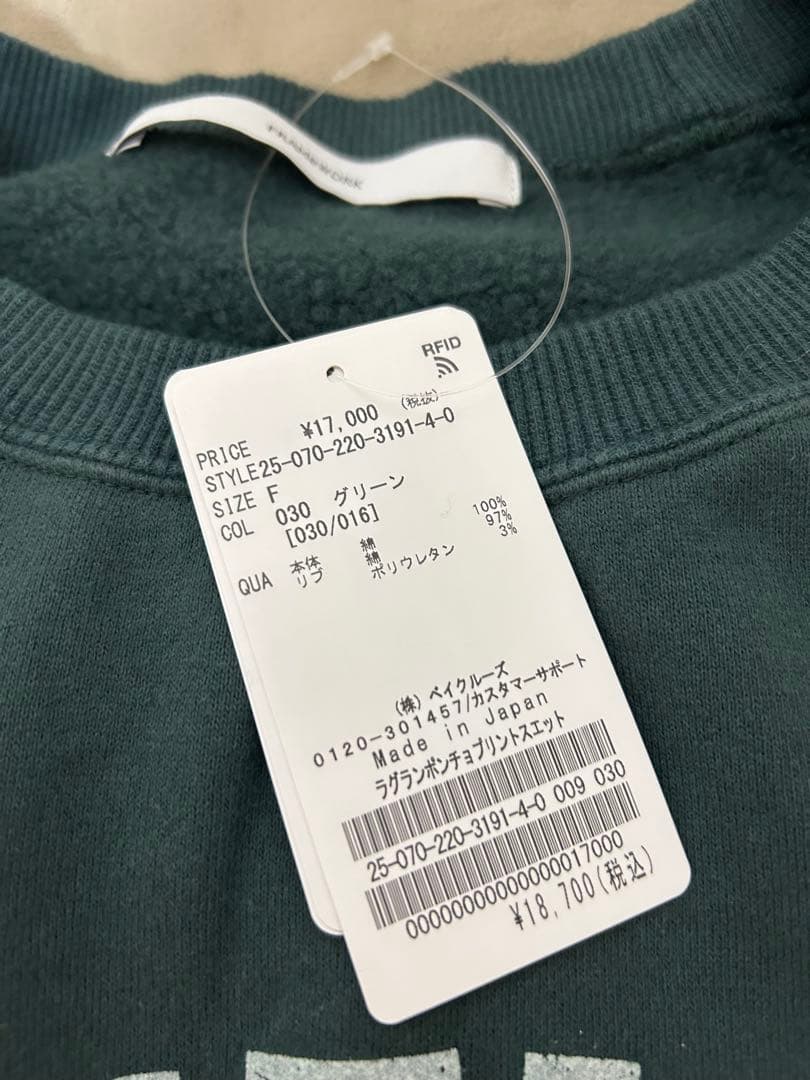 FRAMEWORK
RFID
PRICE ¥17,000 (税抜)
STYLE 25-070-220-3191-4-0
SIZE F
COL 030 グリーン
[030/016]
QUA 本体 綿 100%
リブ 綿 97%
ポリウレタン 3%
(株) ベイクルーズ
0120-301457/カスタマーサポート
Made in Japan
ラグランポンチョプリントスエット
25-070-220-3191-4-0 009 030
0000000000000017000
¥18,700(税込)